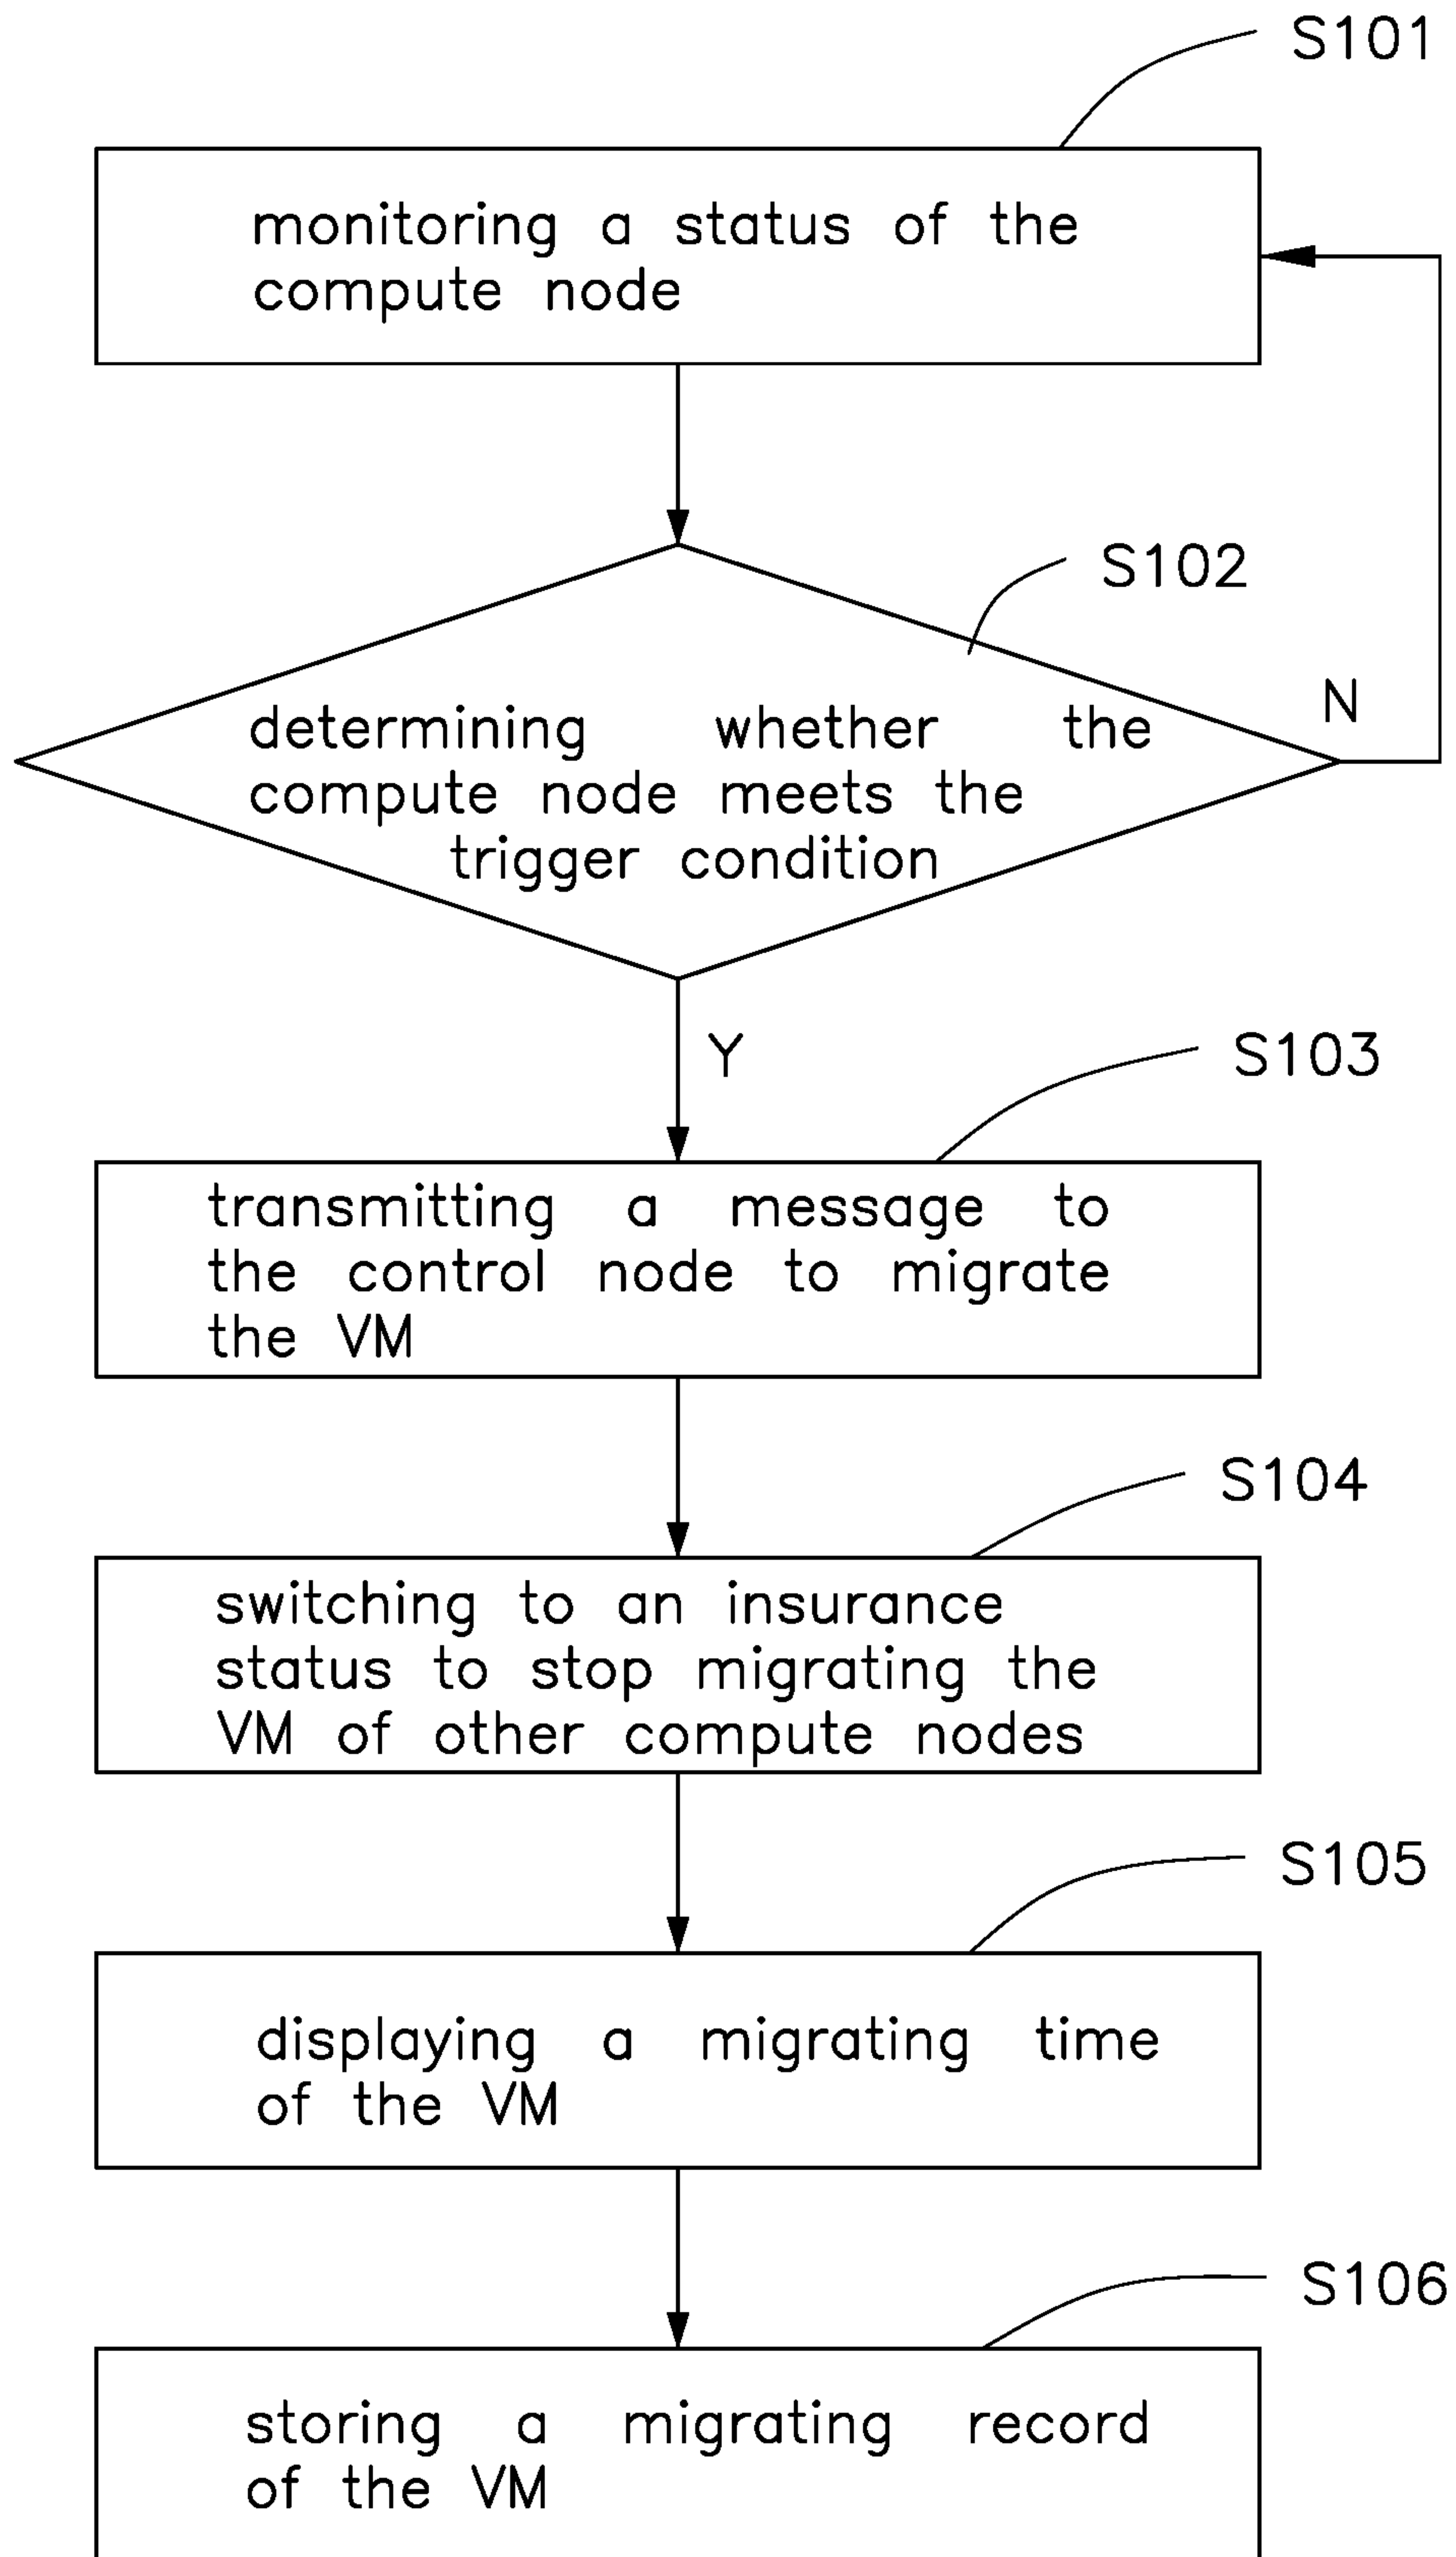 S101
monitoring a status of the
compute node
S102
determining whether the
compute node meets the
trigger condition
N
Y
S103
transmitting a message to
the control node to migrate
the VM
S104
switching to an insurance
status to stop migrating the
VM of other compute nodes
S105
displaying a migrating time
of the VM
S106
storing a migrating record
of the VM